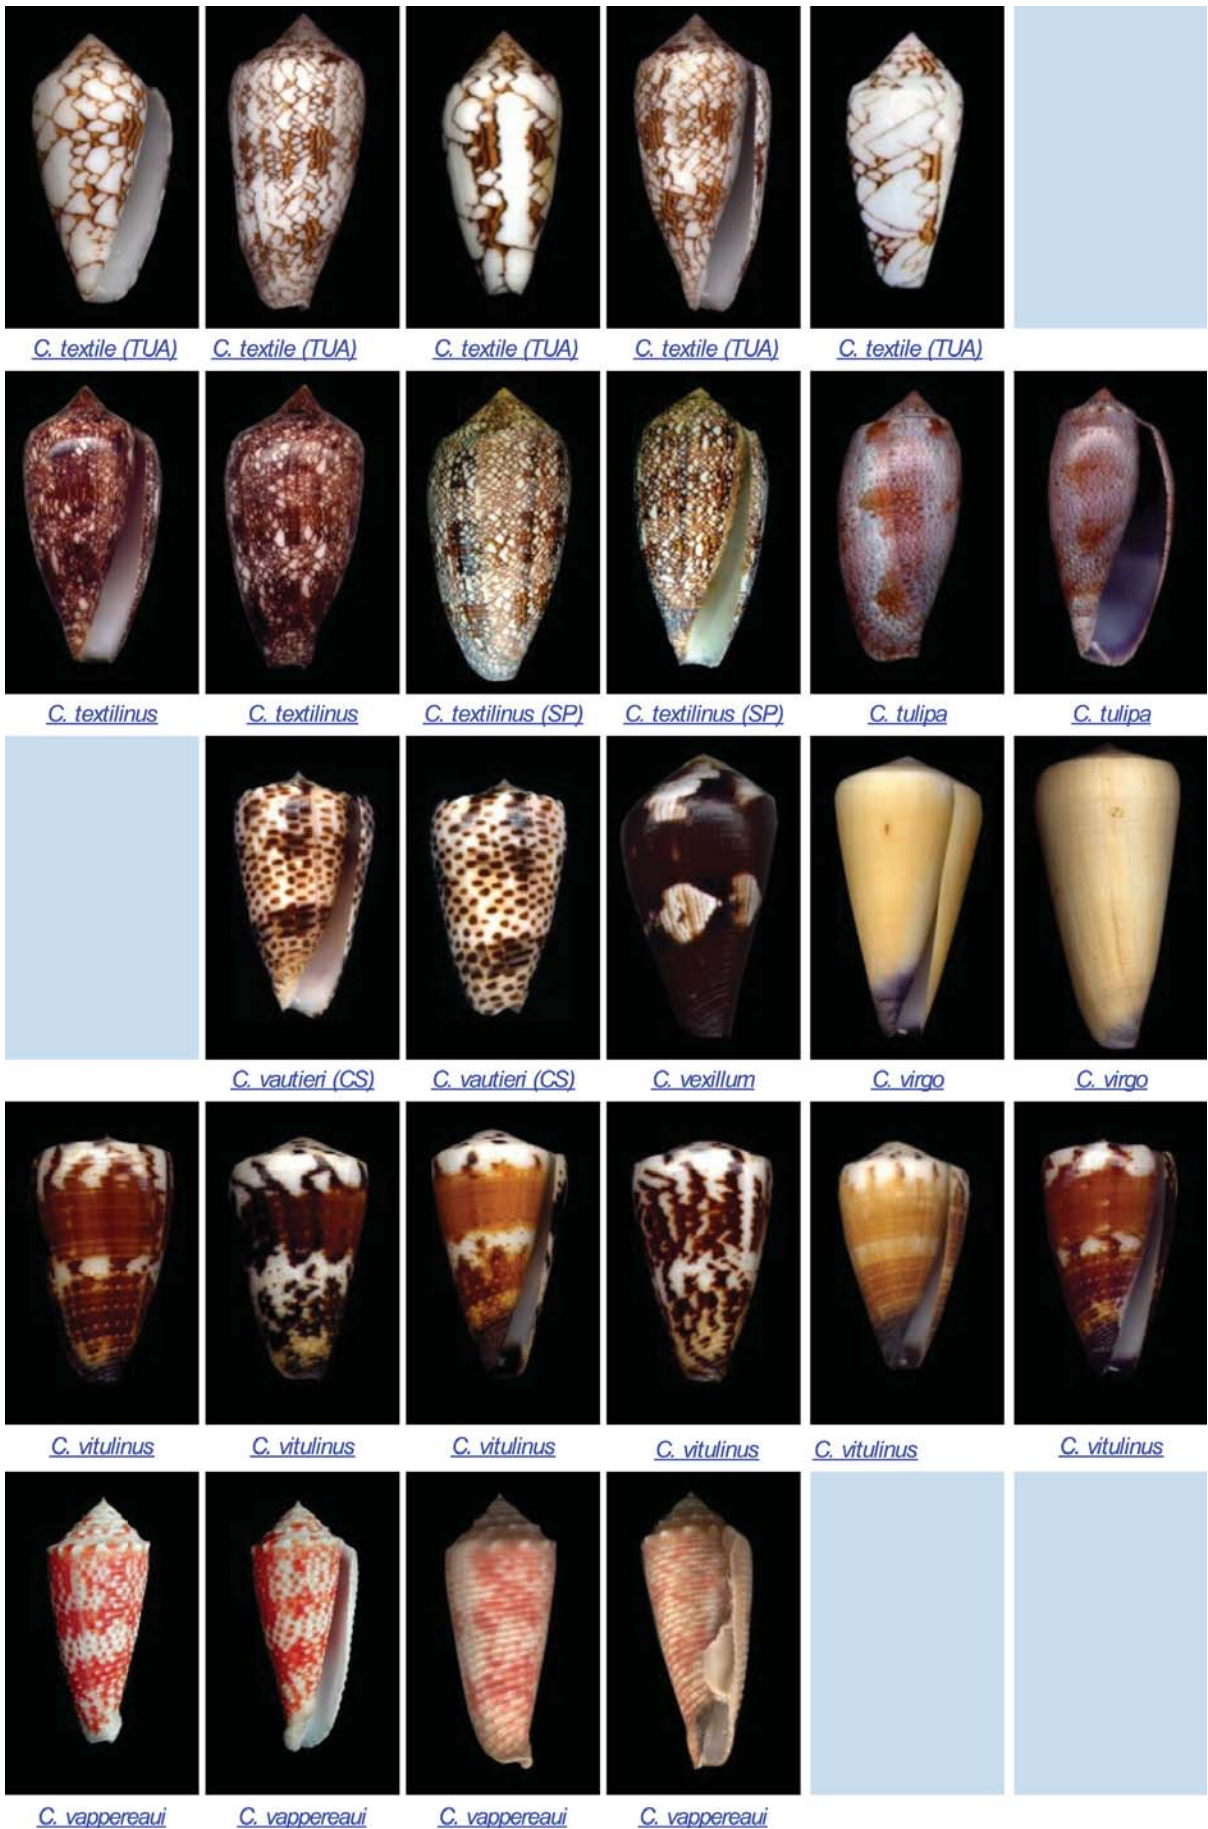 C. textile (TUA) C. textile (TUA) C. textile (TUA) C. textile (TUA) C. textile (TUA)
C. textilinus C. textilinus C. textilinus (SP) C. textilinus (SP) C. tulipa C. tulipa
C. vautieri (CS) C. vautieri (CS) C. vexillum C. virgo C. virgo
C. vitulinus C. vitulinus C. vitulinus C. vitulinus C. vitulinus C. vitulinus
C. vappereaui C. vappereaui C. vappereaui C. vappereaui